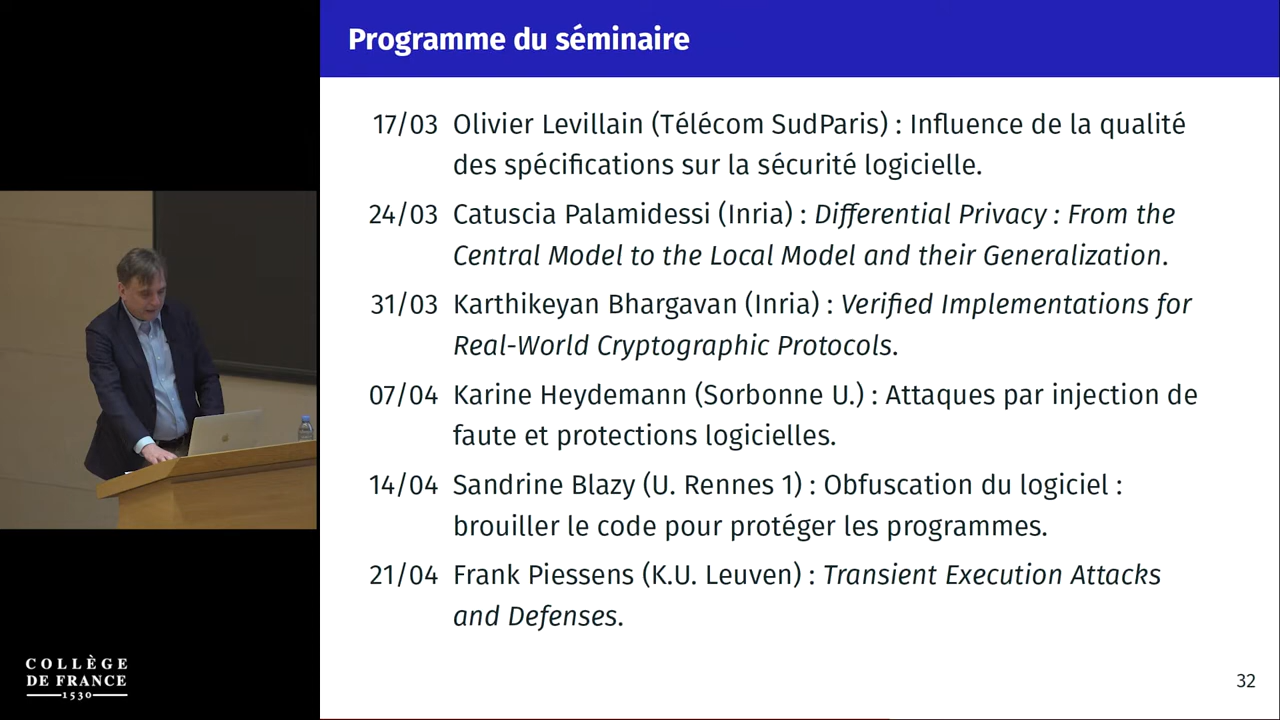 Programme du séminaire
17/03 Olivier Levillain (Télécom SudParis) : Influence de la qualité
des spécifications sur la sécurité logicielle.
24/03 Catuscia Palamidessi (Inria) : Differential Privacy : From the
Central Model to the Local Model and their Generalization.
31/03 Karthikeyan Bhargavan (Inria) : Verified Implementations for
Real-World Cryptographic Protocols.
07/04 Karine Heydemann (Sorbonne U.) : Attaques par injection de
faute et protections logicielles.
14/04 Sandrine Blazy (U. Rennes 1) : Obfuscation du logiciel :
brouiller le code pour protéger les programmes.
21/04 Frank Piessens (K.U. Leuven) : Transient Execution Attacks
and Defenses.
COLLÈGE
DE FRANCE
1530
32